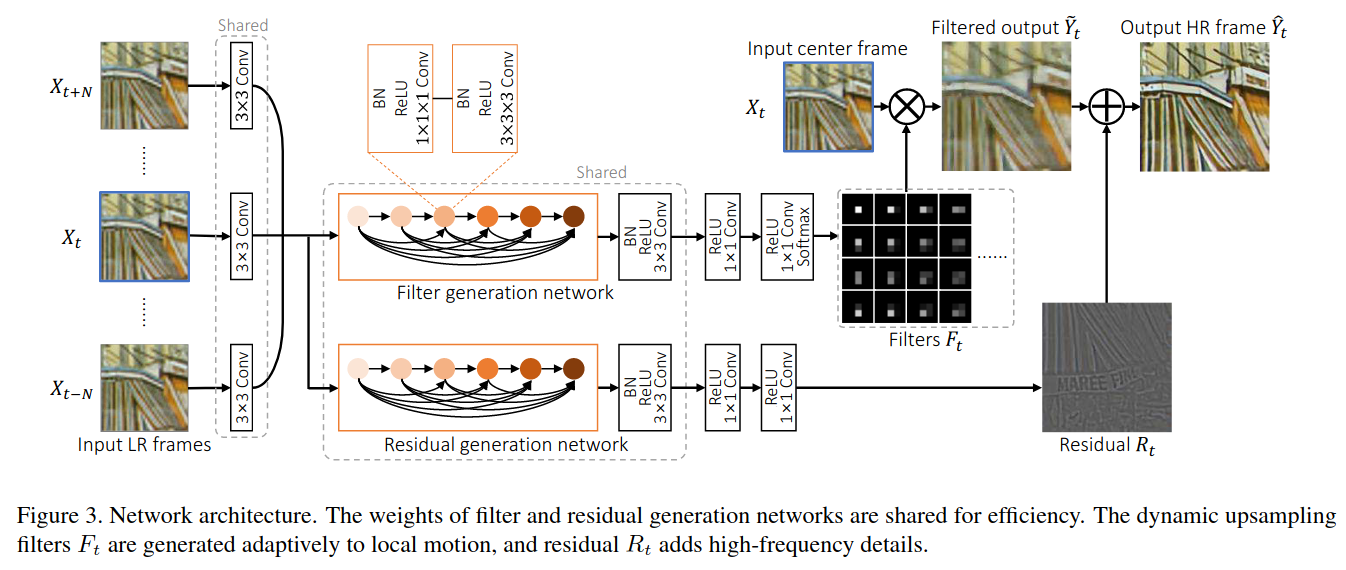 Shared
X_{t+N}
3×3 Conv
......
X_t
3×3 Conv
......
X_{t−N}
3×3 Conv
Input LR frames
BN
ReLU
1×1×1 Conv
BN
ReLU
3×3×3 Conv
Shared
Filter generation network
BN
ReLU
3×3 Conv
ReLU
1×1 Conv
ReLU
1×1 Conv
Softmax
Residual generation network
BN
ReLU
3×3 Conv
ReLU
1×1 Conv
ReLU
1×1 Conv
Input center frame
X_t
Filtered output Ỹ_t
Output HR frame Ŷ_t
......
Filters F_t
MAREE FINE
Residual R_t
Figure 3. Network architecture. The weights of filter and residual generation networks are shared for efficiency. The dynamic upsampling
filters F_t are generated adaptively to local motion, and residual R_t adds high-frequency details.